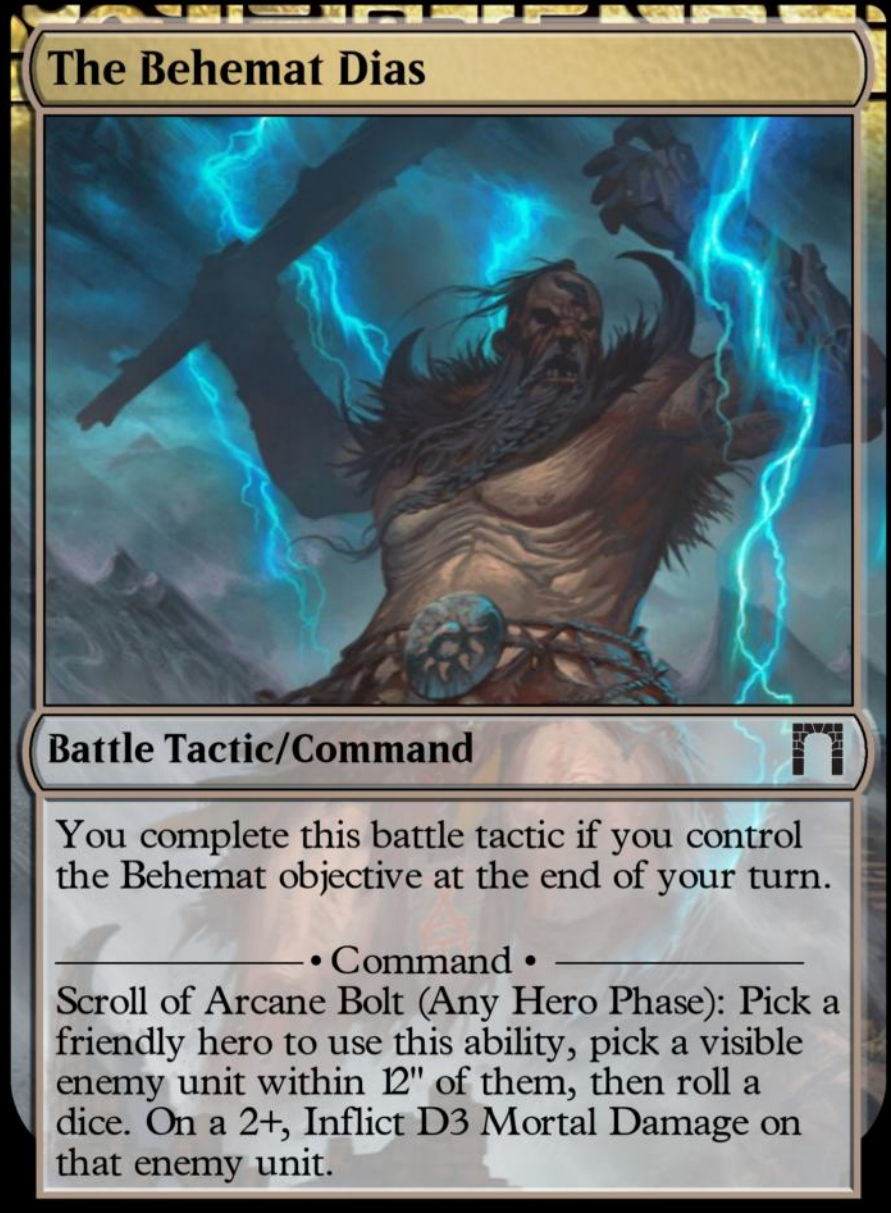 The Behemat Dias
Battle Tactic/Command
You complete this battle tactic if you control
the Behemat objective at the end of your turn.
• Command •
Scroll of Arcane Bolt (Any Hero Phase): Pick a
friendly hero to use this ability, pick a visible
enemy unit within 12" of them, then roll a
dice. On a 2+, Inflict D3 Mortal Damage on
that enemy unit.